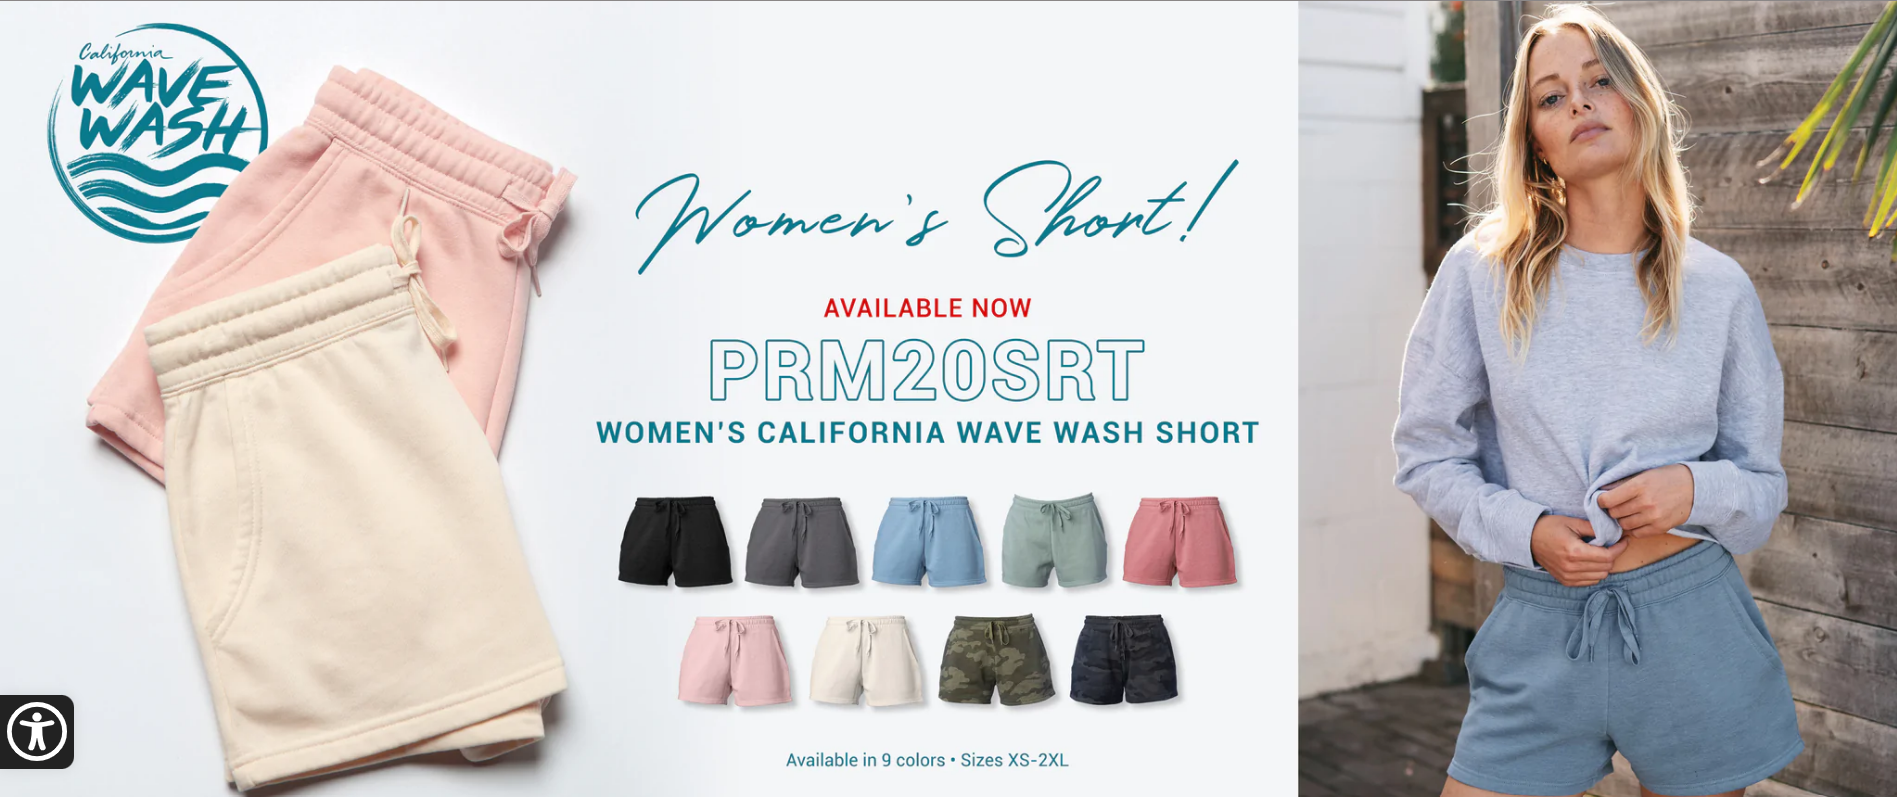 California
WAVE
WASH
Women's Short!
AVAILABLE NOW
PRM20SRT
WOMEN'S CALIFORNIA WAVE WASH SHORT
Available in 9 colors • Sizes XS-2XL